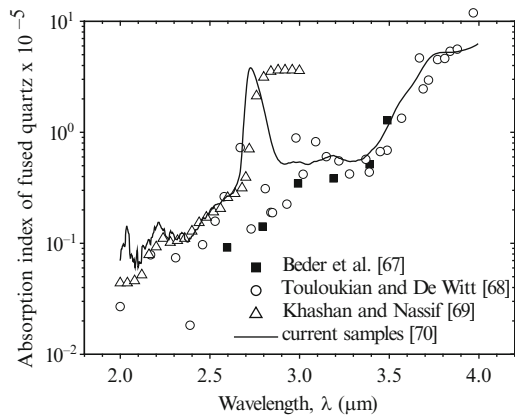 Absorption index of fused quartz x 10⁻⁵
10¹
10⁰
10⁻¹
10⁻²
Beder et al. [67]
Touloukian and De Witt [68]
Khashan and Nassif [69]
current samples [70]
2.0 2.5 3.0 3.5 4.0
Wavelength, λ (μm)